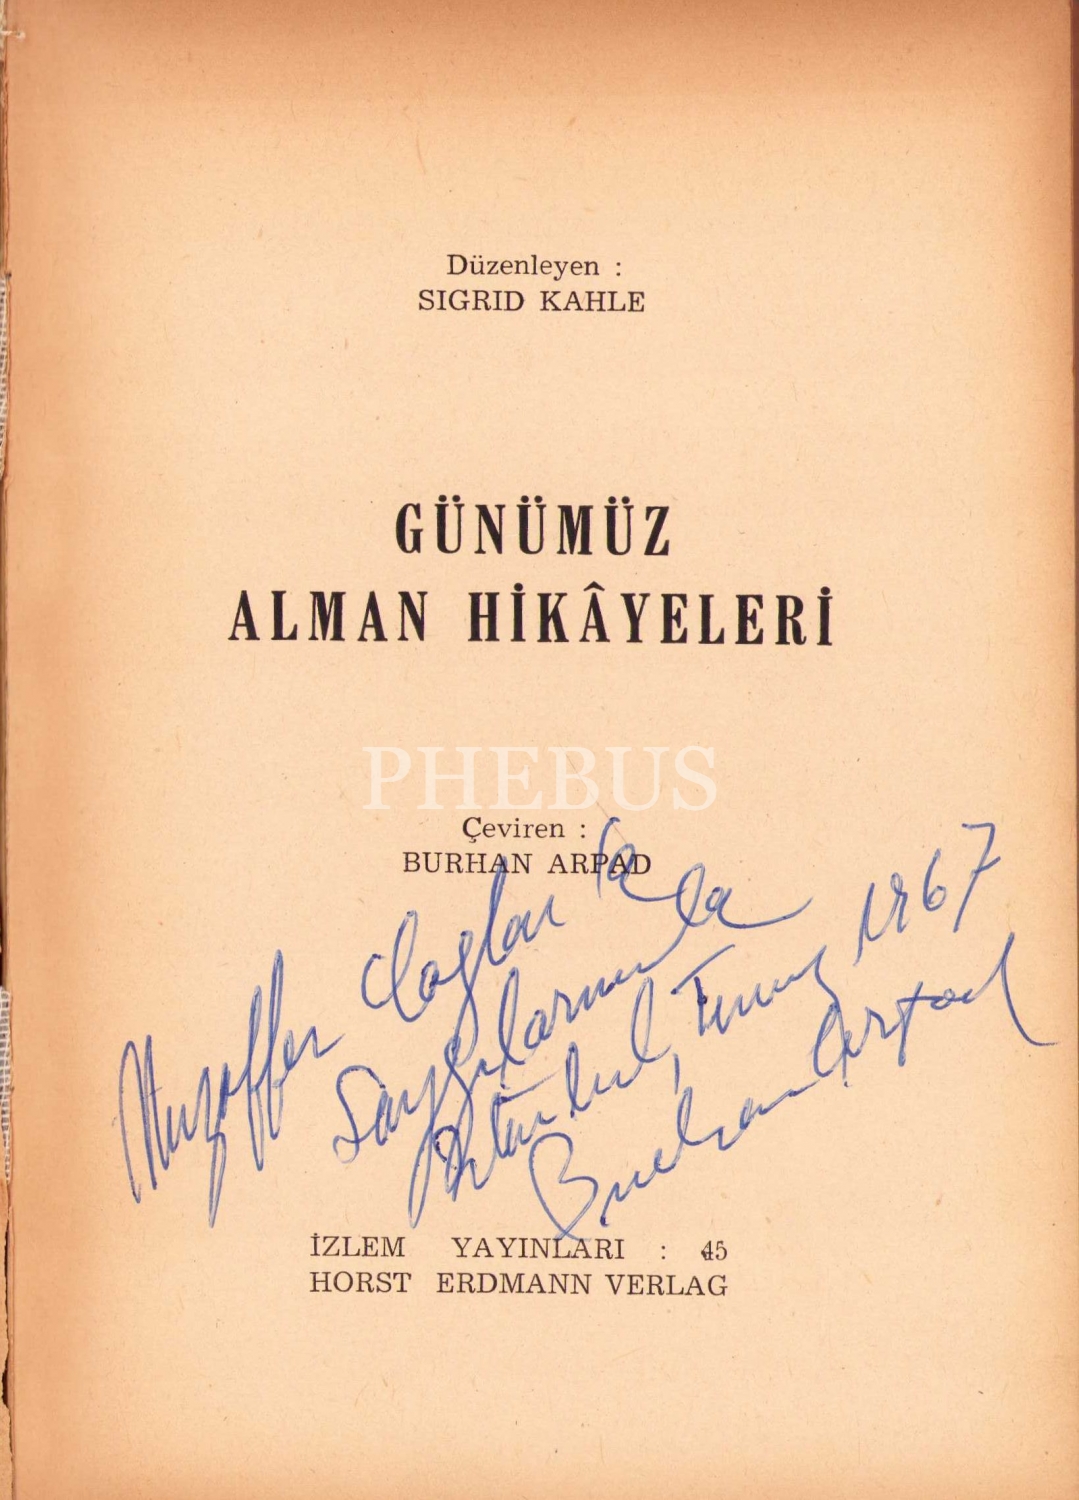 Düzenleyen :
SIGRID KAHLE
GÜNÜMÜZ
ALMAN HİKÂYELERİ
PHEBUS
Çeviren :
BURHAN ARPAD
Muzaffer 
Saygılarımla
İstanbul, Temmuz 1967
Burhan Arpad
İZLEM YAYINLARI : 45
HORST ERDMANN VERLAG